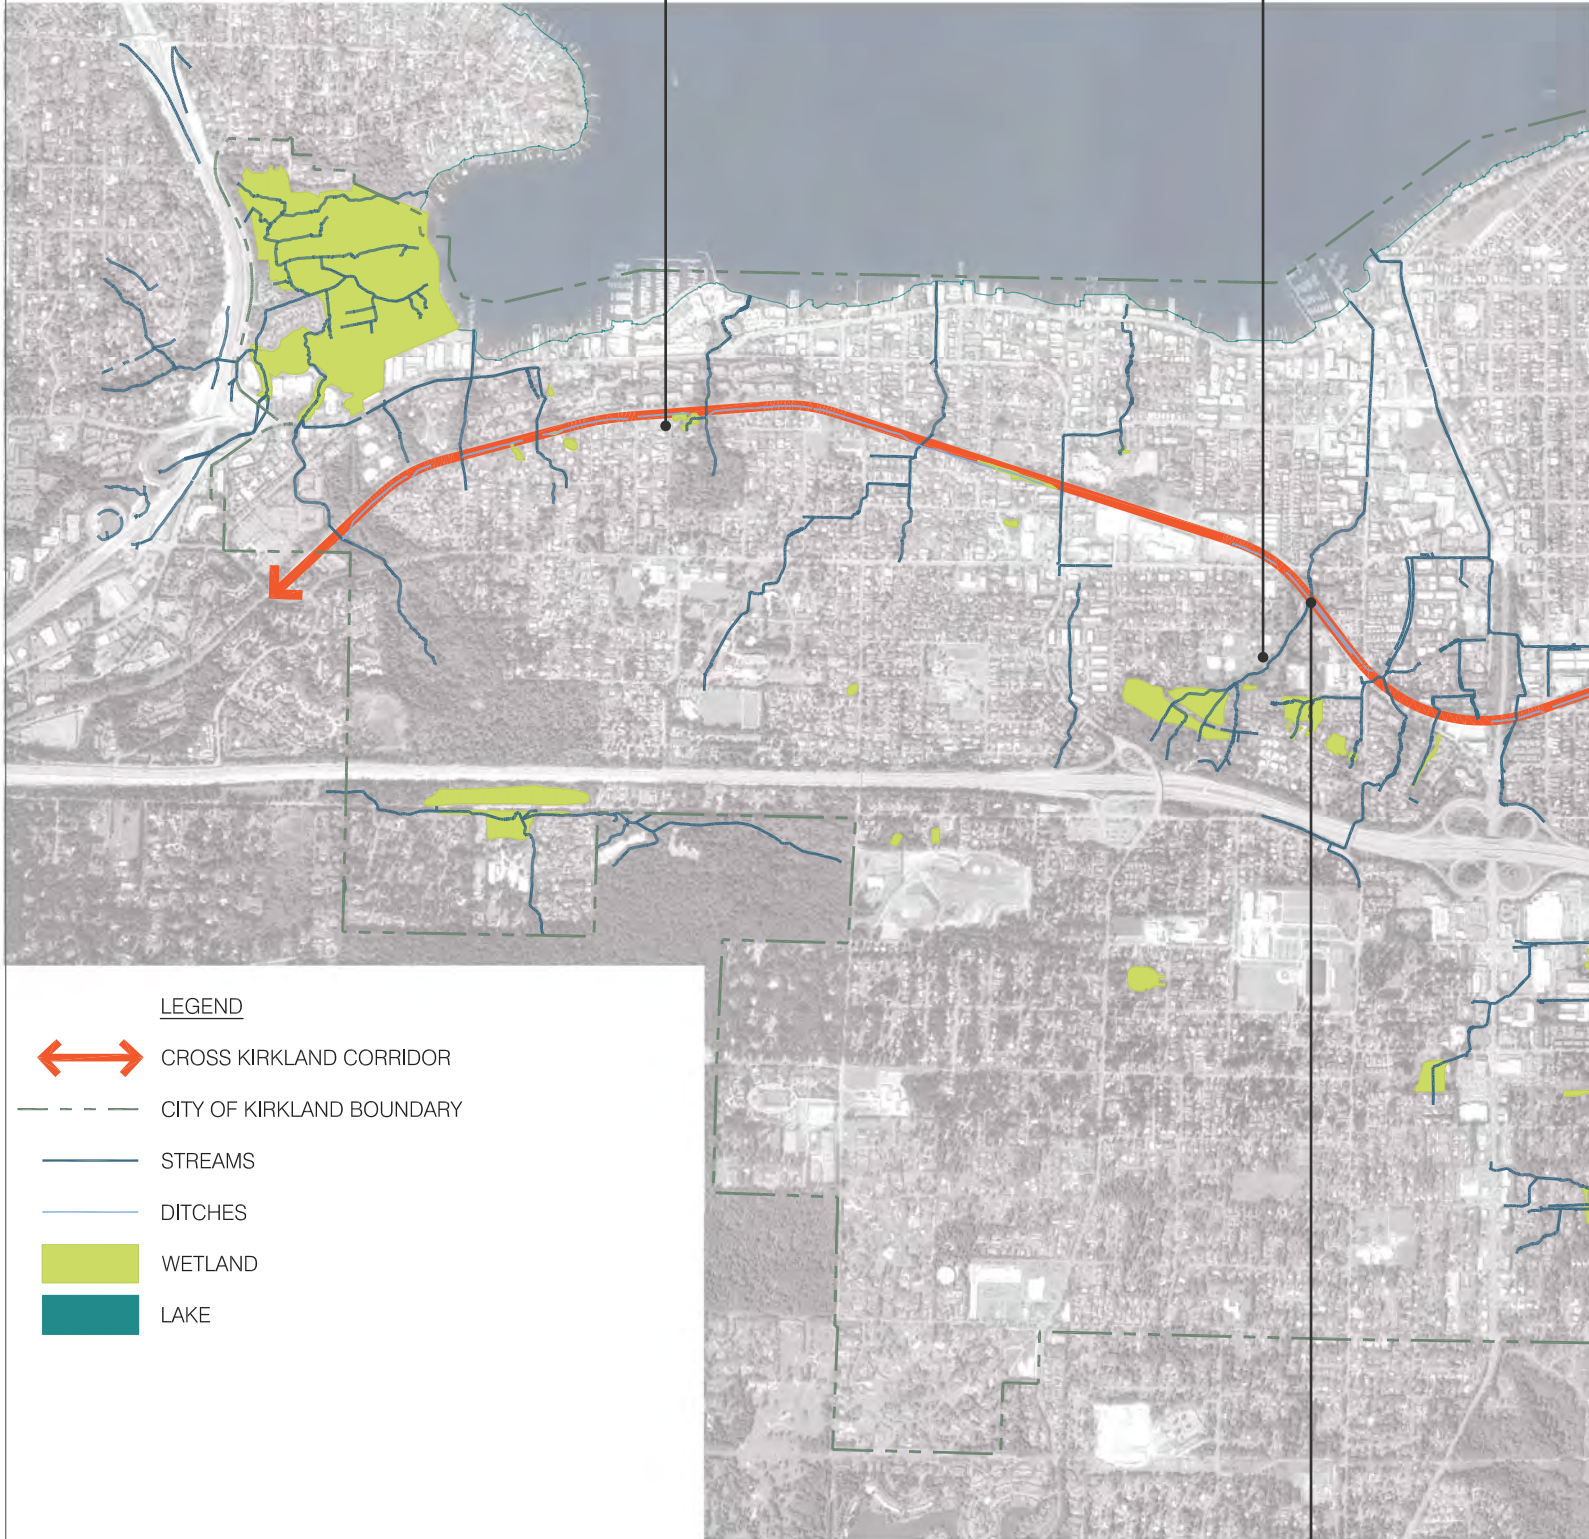 LEGEND
CROSS KIRKLAND CORRIDOR
CITY OF KIRKLAND BOUNDARY
STREAMS
DITCHES
WETLAND
LAKE